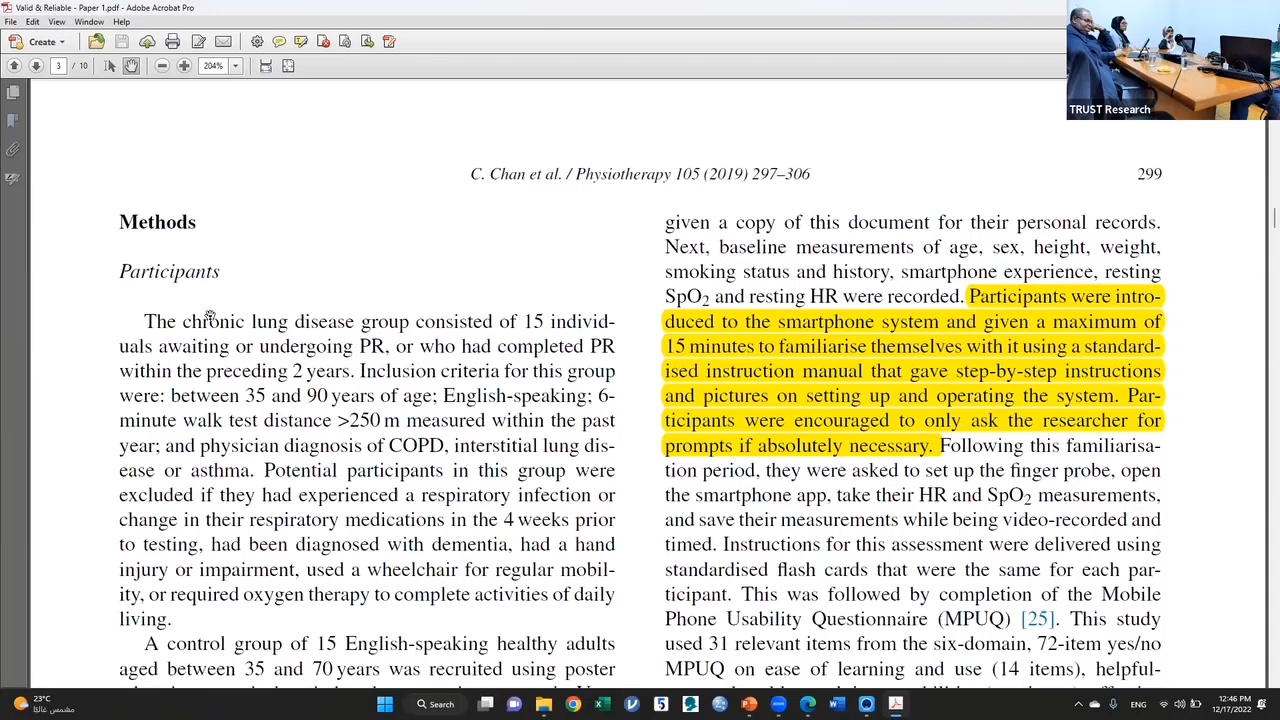 Valid & Reliable - Paper 1.pdf - Adobe Acrobat Pro
File Edit View Window Help
Create
3 / 10
204%
TRUST Research
C. Chan et al. / Physiotherapy 105 (2019) 297–306
299
Methods
Participants
The chronic lung disease group consisted of 15 individ-
uals awaiting or undergoing PR, or who had completed PR
within the preceding 2 years. Inclusion criteria for this group
were: between 35 and 90 years of age; English-speaking; 6-
minute walk test distance >250 m measured within the past
year; and physician diagnosis of COPD, interstitial lung dis-
ease or asthma. Potential participants in this group were
excluded if they had experienced a respiratory infection or
change in their respiratory medications in the 4 weeks prior
to testing, had been diagnosed with dementia, had a hand
injury or impairment, used a wheelchair for regular mobil-
ity, or required oxygen therapy to complete activities of daily
living.
A control group of 15 English-speaking healthy adults
aged between 35 and 70 years was recruited using poster
given a copy of this document for their personal records.
Next, baseline measurements of age, sex, height, weight,
smoking status and history, smartphone experience, resting
SpO2 and resting HR were recorded. Participants were intro-
duced to the smartphone system and given a maximum of
15 minutes to familiarise themselves with it using a standard-
ised instruction manual that gave step-by-step instructions
and pictures on setting up and operating the system. Par-
ticipants were encouraged to only ask the researcher for
prompts if absolutely necessary. Following this familiarisa-
tion period, they were asked to set up the finger probe, open
the smartphone app, take their HR and SpO2 measurements,
and save their measurements while being video-recorded and
timed. Instructions for this assessment were delivered using
standardised flash cards that were the same for each par-
ticipant. This was followed by completion of the Mobile
Phone Usability Questionnaire (MPUQ) [25]. This study
used 31 relevant items from the six-domain, 72-item yes/no
MPUQ on ease of learning and use (14 items), helpful-
23°C
مشمس غالبًا
Search
ENG
12:46 PM
12/17/2022